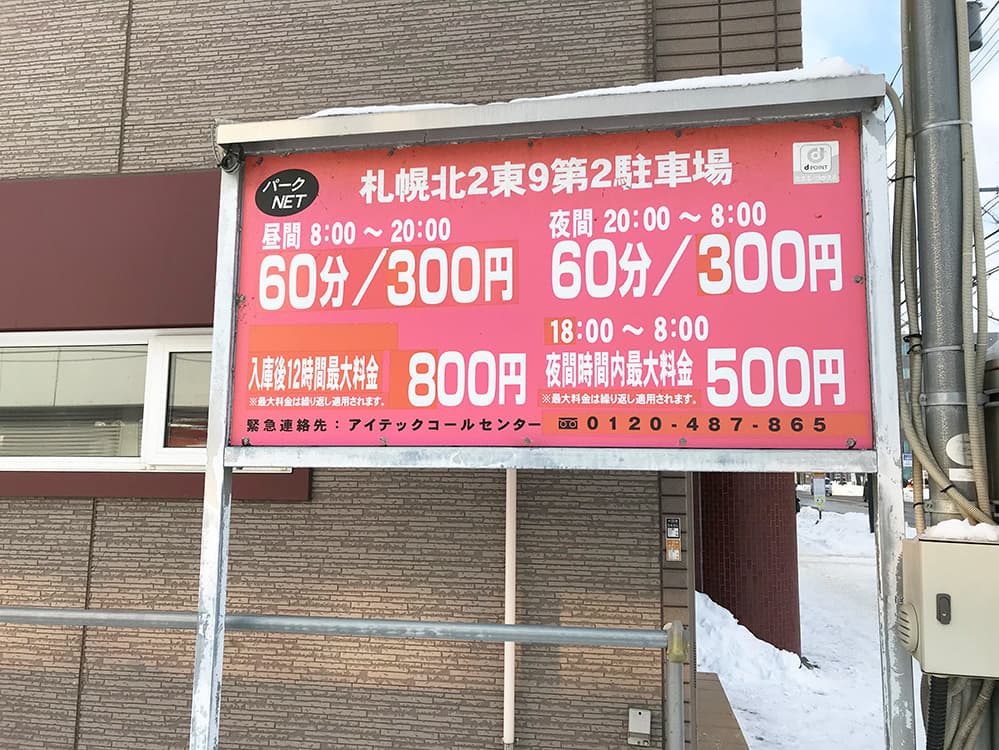 パーク
NET
札幌北2東9第2駐車場
d POINT
昼間 8:00 ～ 20:00
60分／300円
夜間 20:00 ～ 8:00
60分／300円
入庫後12時間最大料金 800円
※最大料金は繰り返し適用されます。
18:00 ～ 8:00
夜間時間内最大料金 500円
※最大料金は繰り返し適用されます。
緊急連絡先：アイテックコールセンター 0120-487-865